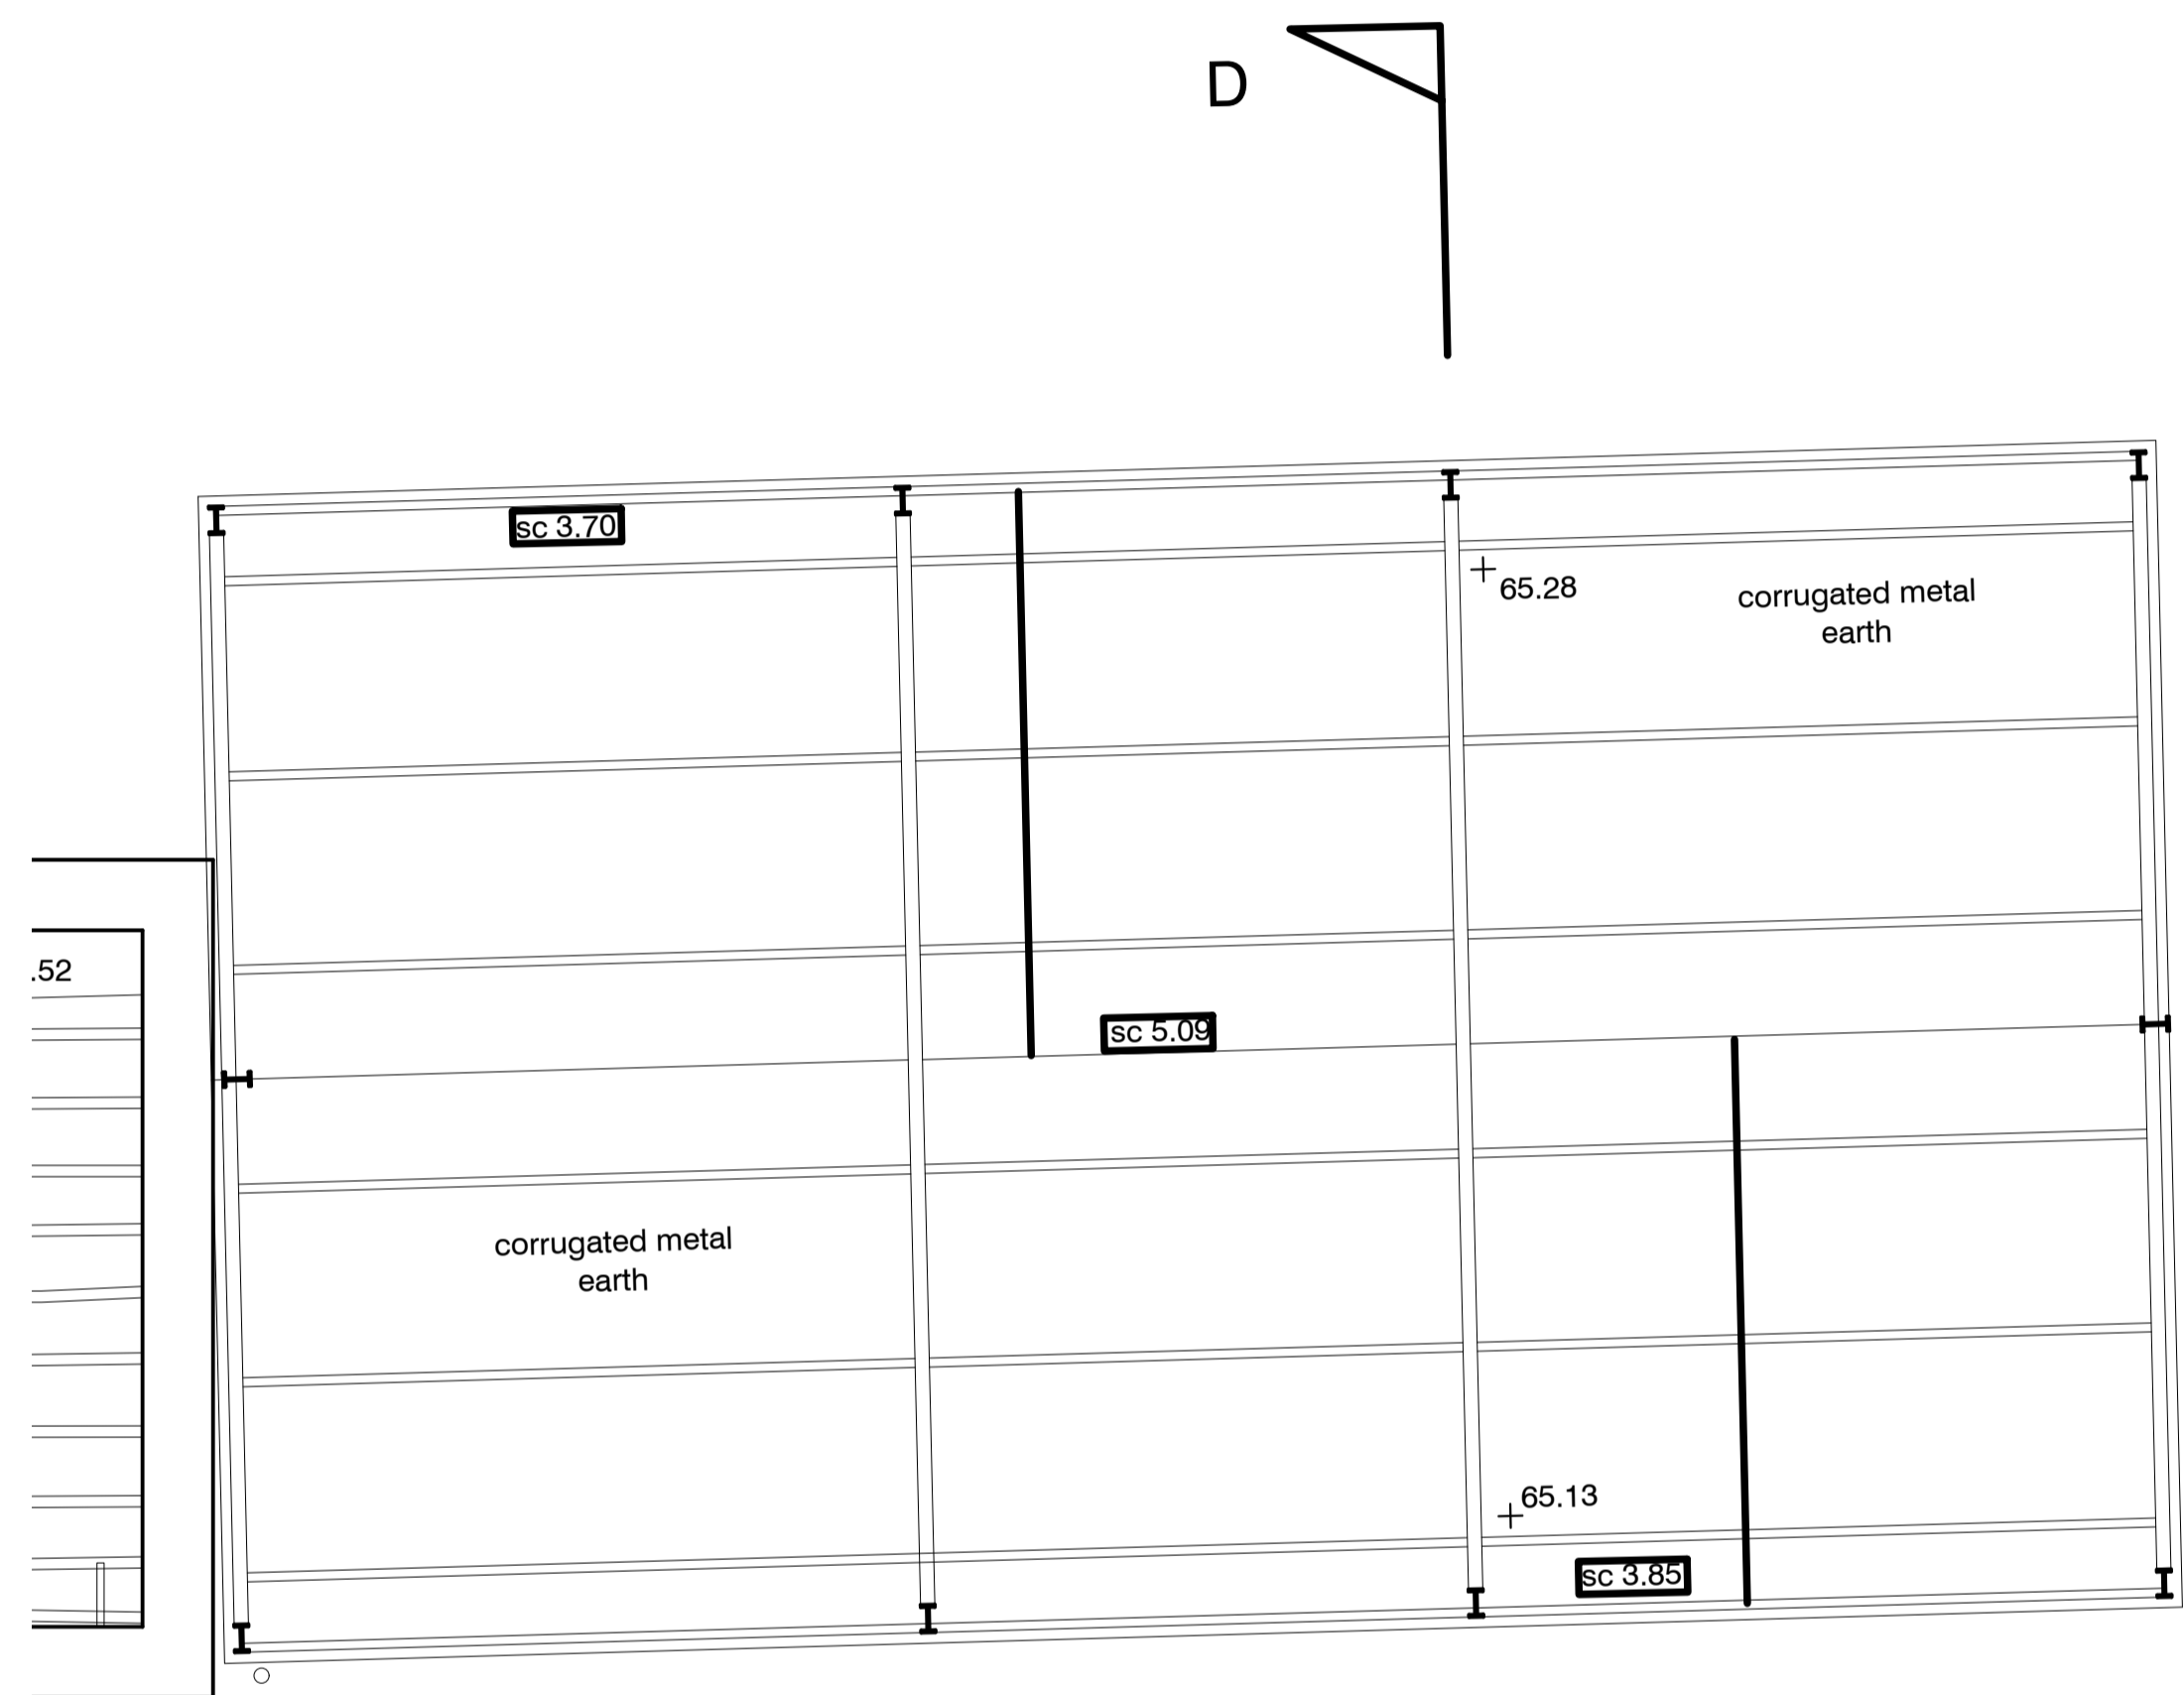 D
sc 3.70
65.28
corrugated metal
earth
.52
sc 5.09
corrugated metal
earth
65.13
sc 3.85